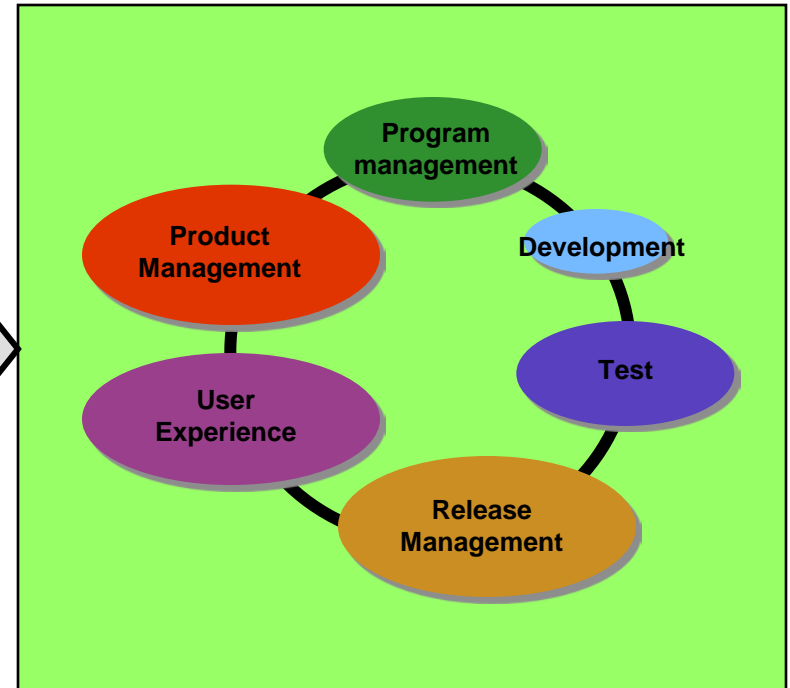 Program
management
Product
Management
Development
Test
User
Experience
Release
Management